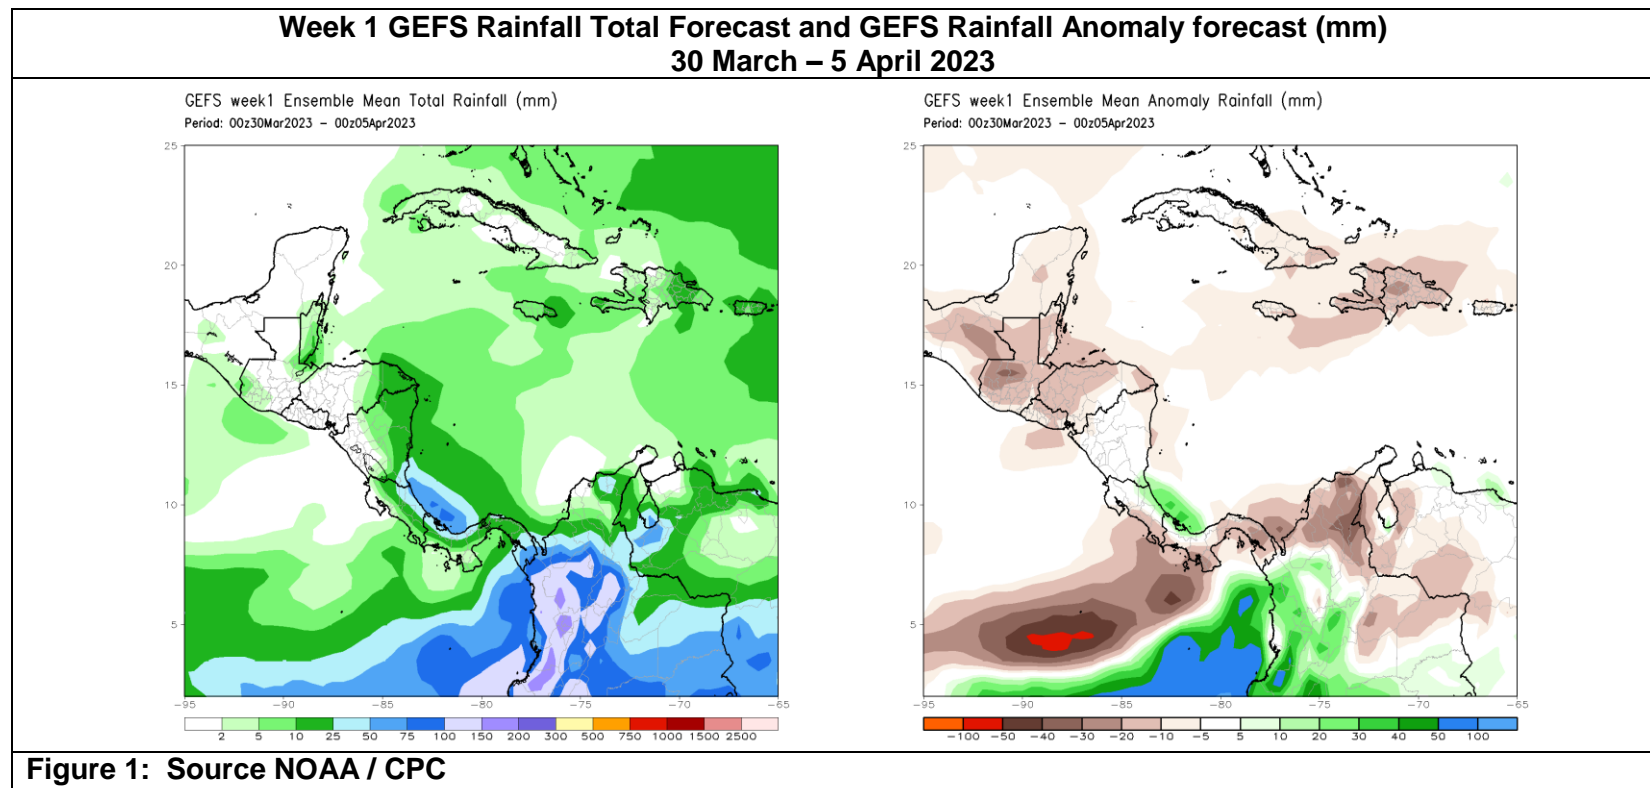 Week 1 GEFS Rainfall Total Forecast and GEFS Rainfall Anomaly forecast (mm)
30 March – 5 April 2023
GEFS week1 Ensemble Mean Total Rainfall (mm)
Period: 00z30Mar2023 – 00z05Apr2023
25
20
15
10
5
−95 −90 −85 −80 −75 −70 −65
2 5 10 25 50 75 100 150 200 300 500 750 1000 1500 2500
GEFS week1 Ensemble Mean Anomaly Rainfall (mm)
Period: 00z30Mar2023 – 00z05Apr2023
25
20
15
10
5
−95 −90 −85 −80 −75 −70 −65
−100 −50 −40 −30 −20 −10 −5 5 10 20 30 40 50 100
Figure 1: Source NOAA / CPC